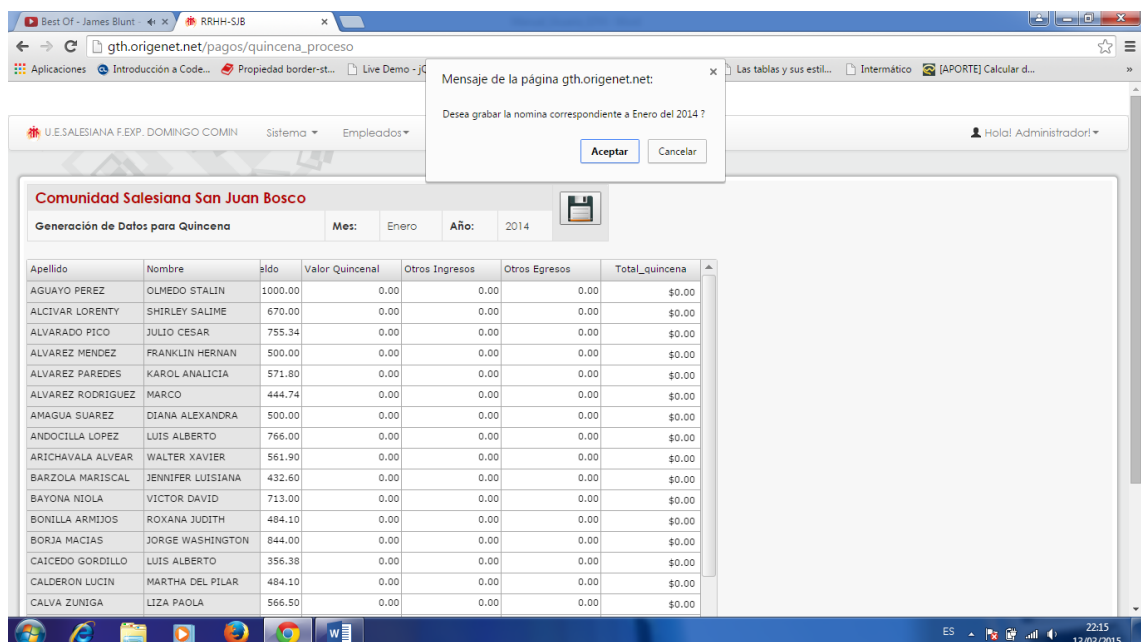 Best Of - James Blunt -
RRHH-SJB
gth.origenet.net/pagos/quincena_proceso
Aplicaciones Introducción a Code... Propiedad border-st... Live Demo - jQ Las tablas y sus estil... Intermático [APORTE] Calcular d... »
Mensaje de la página gth.origenet.net:
Desea grabar la nomina correspondiente a Enero del 2014 ?
Aceptar Cancelar
U.E.SALESIANA F.EXP. DOMINGO COMIN Sistema Empleados Hola! Administrador!
Comunidad Salesiana San Juan Bosco
Generación de Datos para Quincena Mes: Enero Año: 2014
Apellido Nombre eldo Valor Quincenal Otros Ingresos Otros Egresos Total_quincena
AGUAYO PEREZ OLMEDO STALIN 1000.00 0.00 0.00 0.00 $0.00
ALCIVAR LORENTY SHIRLEY SALIME 670.00 0.00 0.00 0.00 $0.00
ALVARADO PICO JULIO CESAR 755.34 0.00 0.00 0.00 $0.00
ALVAREZ MENDEZ FRANKLIN HERNAN 500.00 0.00 0.00 0.00 $0.00
ALVAREZ PAREDES KAROL ANALICIA 571.80 0.00 0.00 0.00 $0.00
ALVAREZ RODRIGUEZ MARCO 444.74 0.00 0.00 0.00 $0.00
AMAGUA SUAREZ DIANA ALEXANDRA 500.00 0.00 0.00 0.00 $0.00
ANDOCILLA LOPEZ LUIS ALBERTO 766.00 0.00 0.00 0.00 $0.00
ARICHAVALA ALVEAR WALTER XAVIER 561.90 0.00 0.00 0.00 $0.00
BARZOLA MARISCAL JENNIFER LUISIANA 432.60 0.00 0.00 0.00 $0.00
BAYONA NIOLA VICTOR DAVID 713.00 0.00 0.00 0.00 $0.00
BONILLA ARMIJOS ROXANA JUDITH 484.10 0.00 0.00 0.00 $0.00
BORJA MACIAS JORGE WASHINGTON 844.00 0.00 0.00 0.00 $0.00
CAICEDO GORDILLO LUIS ALBERTO 356.38 0.00 0.00 0.00 $0.00
CALDERON LUCIN MARTHA DEL PILAR 484.10 0.00 0.00 0.00 $0.00
CALVA ZUNIGA LIZA PAOLA 566.50 0.00 0.00 0.00 $0.00
ES 22:15